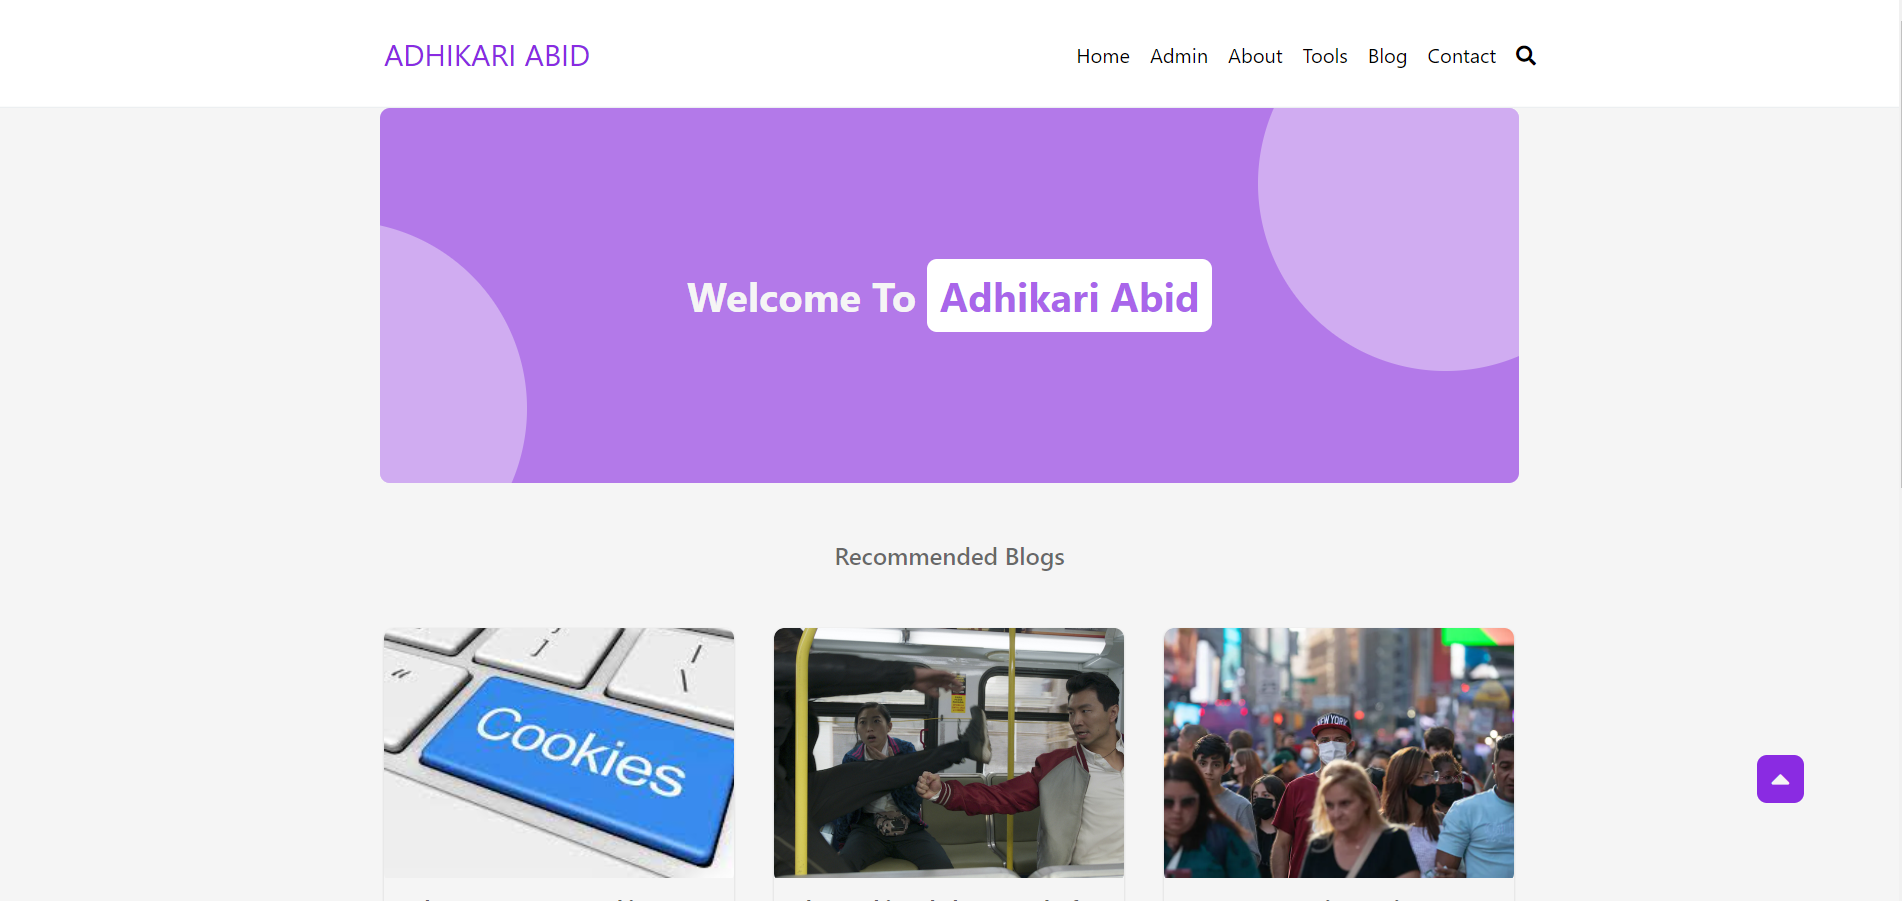 ADHIKARI ABID
Home Admin About Tools Blog Contact
Welcome To Adhikari Abid
Recommended Blogs
Cookies
NEW YORK